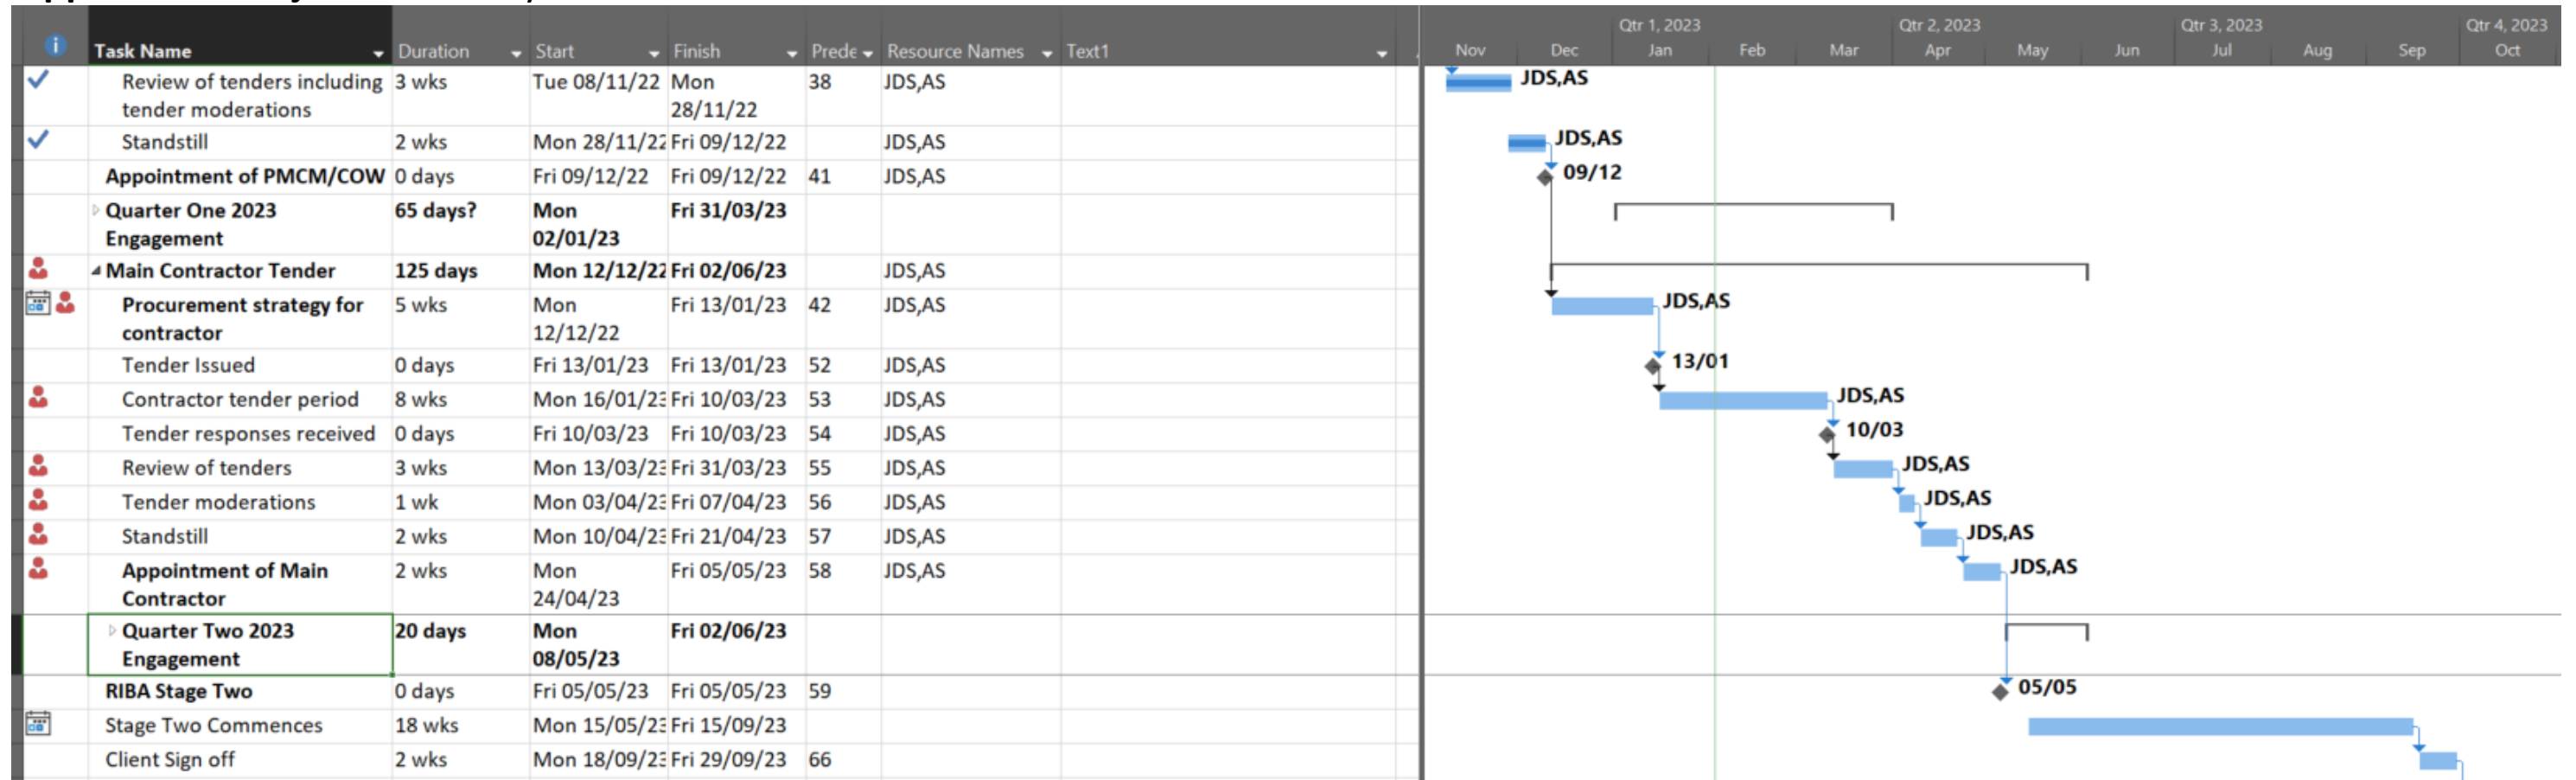 Task Name Duration Start Finish Prede Resource Names Text1
Qtr 1, 2023 Qtr 2, 2023 Qtr 3, 2023 Qtr 4, 2023
Nov Dec Jan Feb Mar Apr May Jun Jul Aug Sep Oct
Review of tenders including 3 wks Tue 08/11/22 Mon 38 JDS,AS JDS,AS
tender moderations 28/11/22
Standstill 2 wks Mon 28/11/22 Fri 09/12/22 JDS,AS JDS,AS
Appointment of PMCM/COW 0 days Fri 09/12/22 Fri 09/12/22 41 JDS,AS 09/12
Quarter One 2023 65 days? Mon Fri 31/03/23
Engagement 02/01/23
Main Contractor Tender 125 days Mon 12/12/22 Fri 02/06/23 JDS,AS
Procurement strategy for 5 wks Mon Fri 13/01/23 42 JDS,AS JDS,AS
contractor 12/12/22
Tender Issued 0 days Fri 13/01/23 Fri 13/01/23 52 JDS,AS 13/01
Contractor tender period 8 wks Mon 16/01/23 Fri 10/03/23 53 JDS,AS JDS,AS
Tender responses received 0 days Fri 10/03/23 Fri 10/03/23 54 JDS,AS 10/03
Review of tenders 3 wks Mon 13/03/23 Fri 31/03/23 55 JDS,AS JDS,AS
Tender moderations 1 wk Mon 03/04/23 Fri 07/04/23 56 JDS,AS JDS,AS
Standstill 2 wks Mon 10/04/23 Fri 21/04/23 57 JDS,AS JDS,AS
Appointment of Main 2 wks Mon Fri 05/05/23 58 JDS,AS JDS,AS
Contractor 24/04/23
Quarter Two 2023 20 days Mon Fri 02/06/23
Engagement 08/05/23
RIBA Stage Two 0 days Fri 05/05/23 Fri 05/05/23 59 05/05
Stage Two Commences 18 wks Mon 15/05/23 Fri 15/09/23
Client Sign off 2 wks Mon 18/09/23 Fri 29/09/23 66